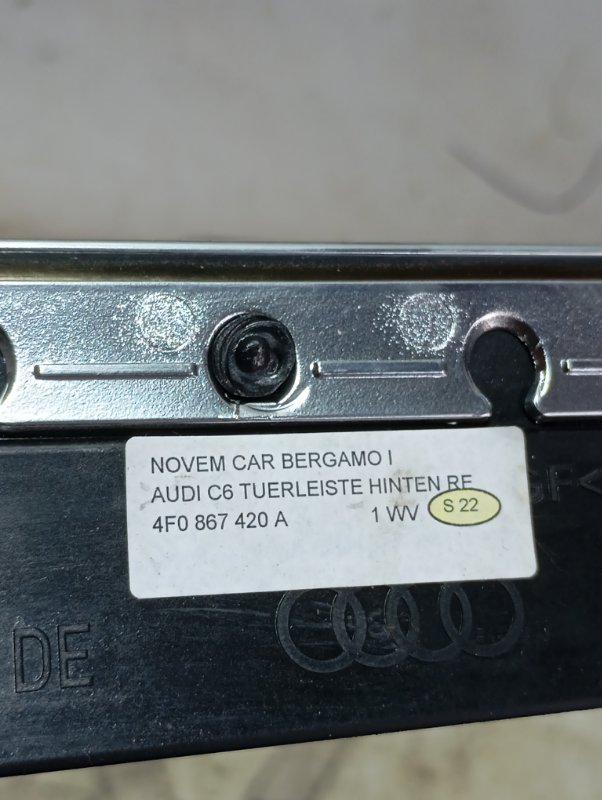 NOVEM CAR BERGAMO I
AUDI C6 TUERLEISTE HINTEN RE
4F0 867 420 A 1 WV S 22
DE